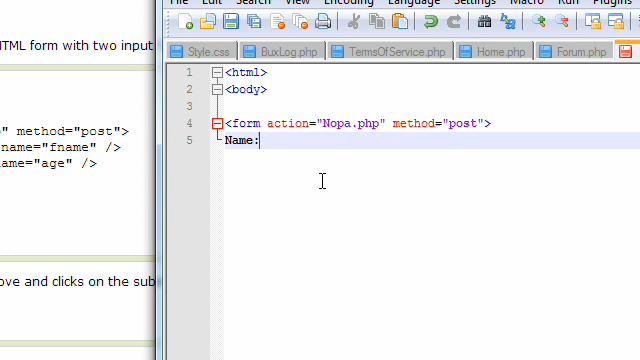 File Edit Search View Encoding Language Settings Macro Run Plugins
Style.css BuxLog.php TermsOfService.php Home.php Forum.php
HTML form with two input
" method="post">
name="fname" />
ame="age" />
ove and clicks on the sub
1 <html>
2 <body>
3
4 <form action="Nopa.php" method="post">
5 Name: